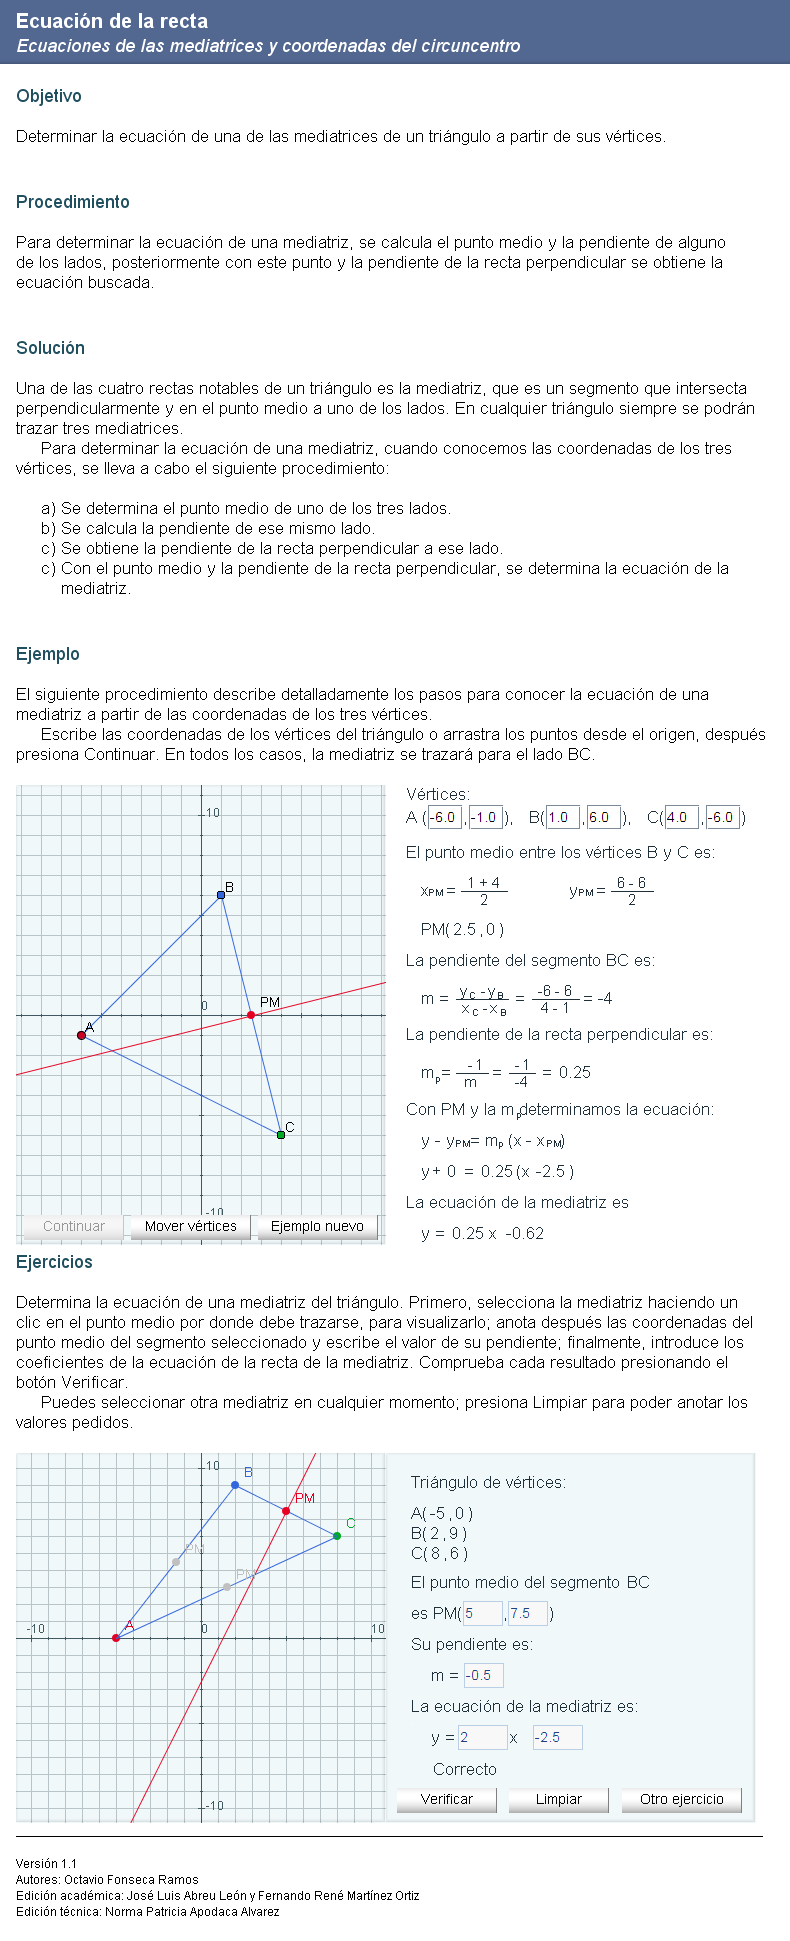 Ecuación de la recta
Ecuaciones de las mediatrices y coordenadas del circuncentro
Objetivo
Determinar la ecuación de una de las mediatrices de un triángulo a partir de sus vértices.
Procedimiento
Para determinar la ecuación de una mediatriz, se calcula el punto medio y la pendiente de alguno
de los lados, posteriormente con este punto y la pendiente de la recta perpendicular se obtiene la
ecuación buscada.
Solución
Una de las cuatro rectas notables de un triángulo es la mediatriz, que es un segmento que intersecta
perpendicularmente y en el punto medio a uno de los lados. En cualquier triángulo siempre se podrán
trazar tres mediatrices.
Para determinar la ecuación de una mediatriz, cuando conocemos las coordenadas de los tres
vértices, se lleva a cabo el siguiente procedimiento:
a) Se determina el punto medio de uno de los tres lados.
b) Se calcula la pendiente de ese mismo lado.
c) Se obtiene la pendiente de la recta perpendicular a ese lado.
c) Con el punto medio y la pendiente de la recta perpendicular, se determina la ecuación de la
mediatriz.
Ejemplo
El siguiente procedimiento describe detalladamente los pasos para conocer la ecuación de una
mediatriz a partir de las coordenadas de los tres vértices.
Escribe las coordenadas de los vértices del triángulo o arrastra los puntos desde el origen, después
presiona Continuar. En todos los casos, la mediatriz se trazará para el lado BC.
10
B
0
PM
A
C
-10
Continuar Mover vértices Ejemplo nuevo
Vértices:
A (-6.0,-1.0), B(1.0,6.0), C(4.0,-6.0)
El punto medio entre los vértices B y C es:
xPM = 1 + 4 / 2 yPM = 6 - 6 / 2
PM( 2.5 , 0 )
La pendiente del segmento BC es:
m = yC - yB / xC - xB = -6 - 6 / 4 - 1 = -4
La pendiente de la recta perpendicular es:
mp = -1 / m = -1 / -4 = 0.25
Con PM y la mp determinamos la ecuación:
y - yPM = mp (x - xPM)
y + 0 = 0.25 (x -2.5 )
La ecuación de la mediatriz es
y = 0.25 x -0.62
Ejercicios
Determina la ecuación de una mediatriz del triángulo. Primero, selecciona la mediatriz haciendo un
clic en el punto medio por donde debe trazarse, para visualizarlo; anota después las coordenadas del
punto medio del segmento seleccionado y escribe el valor de su pendiente; finalmente, introduce los
coeficientes de la ecuación de la recta de la mediatriz. Comprueba cada resultado presionando el
botón Verificar.
Puedes seleccionar otra mediatriz en cualquier momento; presiona Limpiar para poder anotar los
valores pedidos.
10
B
PM
C
PM
PM
A
-10 0 10
-10
Triángulo de vértices:
A( -5 , 0 )
B( 2 , 9 )
C( 8 , 6 )
El punto medio del segmento BC
es PM(5,7.5)
Su pendiente es:
m = -0.5
La ecuación de la mediatriz es:
y = 2 x -2.5
Correcto
Verificar Limpiar Otro ejercicio
Versión 1.1
Autores: Octavio Fonseca Ramos
Edición académica: José Luis Abreu León y Fernando René Martínez Ortiz
Edición técnica: Norma Patricia Apodaca Alvarez